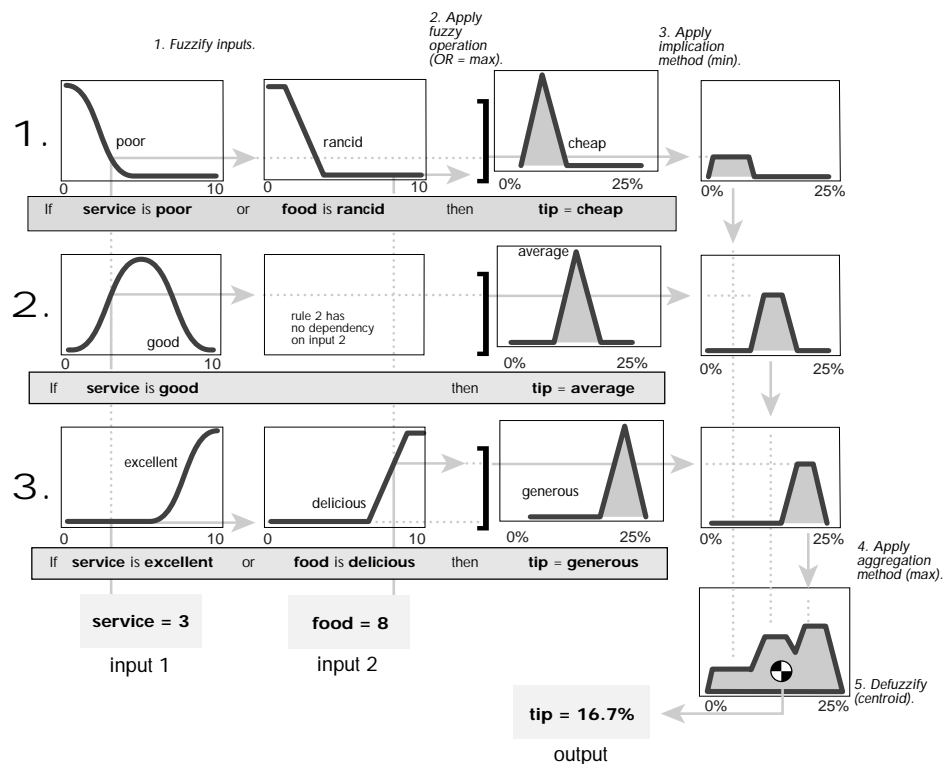 1. Fuzzify inputs.
2. Apply
fuzzy
operation
(OR = max).
3. Apply
implication
method (min).
1.
poor
0 10
rancid
0 10
cheap
0% 25%
0% 25%
If service is poor or food is rancid then tip = cheap
2.
good
0 10
rule 2 has
no dependency
on input 2
average
0% 25%
0% 25%
If service is good then tip = average
3.
excellent
0 10
delicious
0 10
generous
0% 25%
0% 25%
If service is excellent or food is delicious then tip = generous
4. Apply
aggregation
method (max).
service = 3
input 1
food = 8
input 2
0% 25%
5. Defuzzify
(centroid).
tip = 16.7%
output